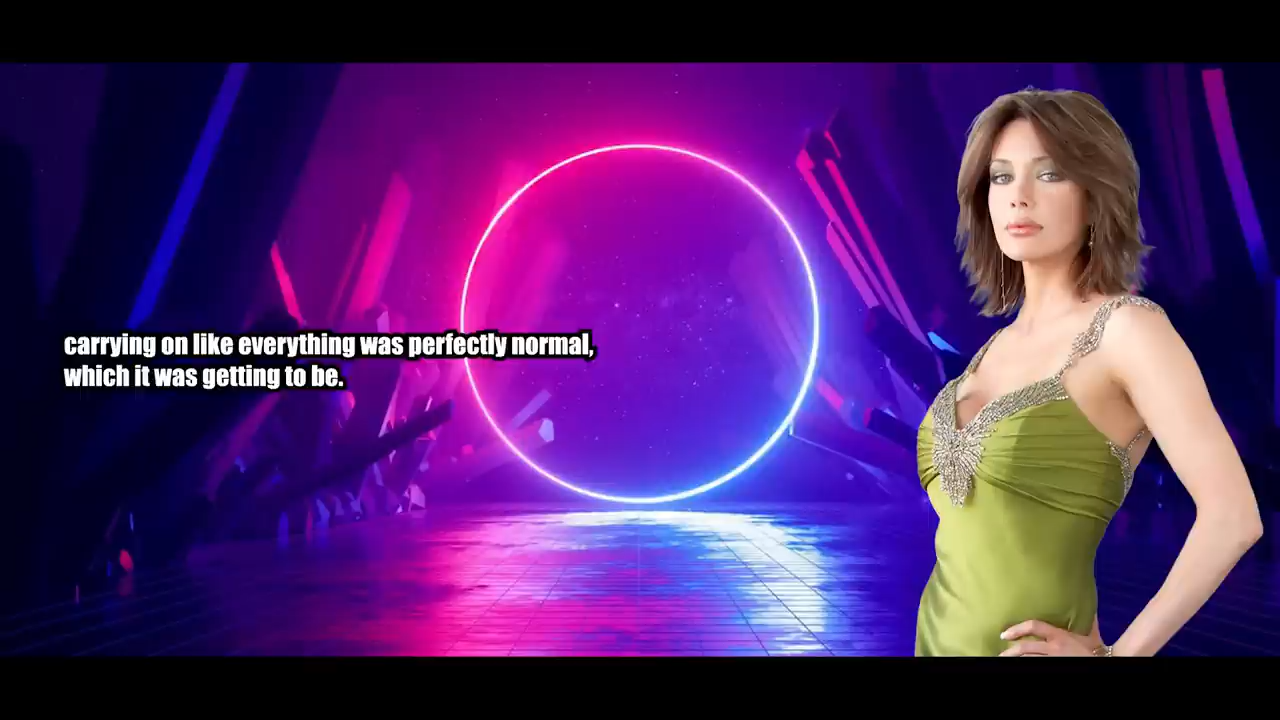 carrying on like everything was perfectly normal,
which it was getting to be.